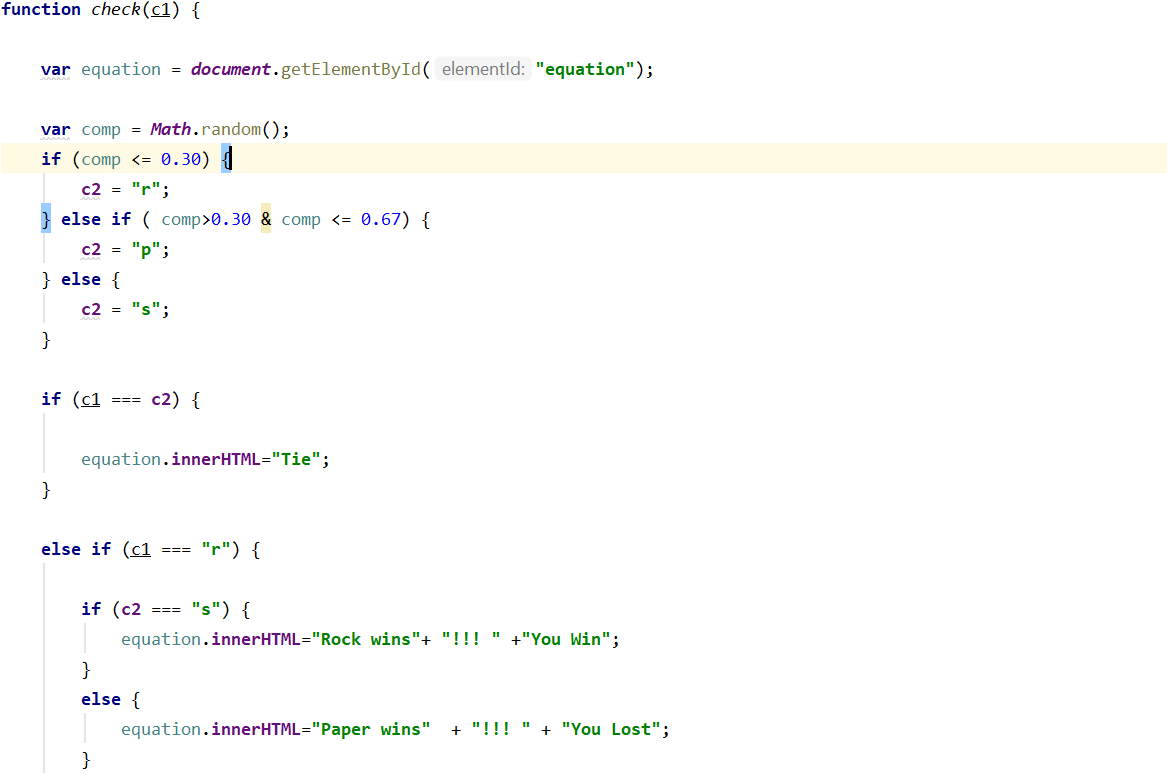 function check(c1) {
var equation = document.getElementById( elementId: "equation");
var comp = Math.random();
if (comp <= 0.30) {
c2 = "r";
} else if ( comp>0.30 & comp <= 0.67) {
c2 = "p";
} else {
c2 = "s";
}
if (c1 === c2) {
equation.innerHTML="Tie";
}
else if (c1 === "r") {
if (c2 === "s") {
equation.innerHTML="Rock wins"+ "!!! " +"You Win";
}
else {
equation.innerHTML="Paper wins"  + "!!! " + "You Lost";
}